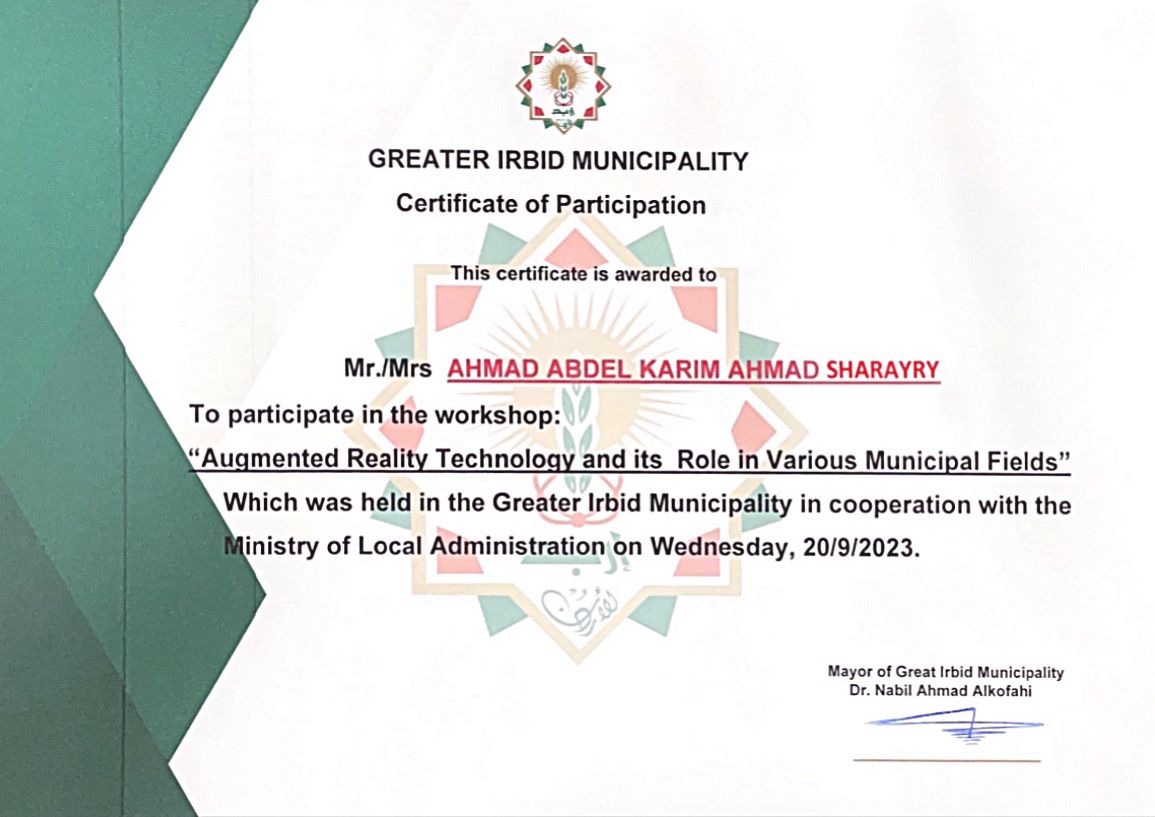 إربد
GREATER IRBID MUNICIPALITY
Certificate of Participation
This certificate is awarded to
Mr./Mrs AHMAD ABDEL KARIM AHMAD SHARAYRY
To participate in the workshop:
“Augmented Reality Technology and its Role in Various Municipal Fields”
Which was held in the Greater Irbid Municipality in cooperation with the
Ministry of Local Administration on Wednesday, 20/9/2023.
إربد
Mayor of Great Irbid Municipality
Dr. Nabil Ahmad Alkofahi